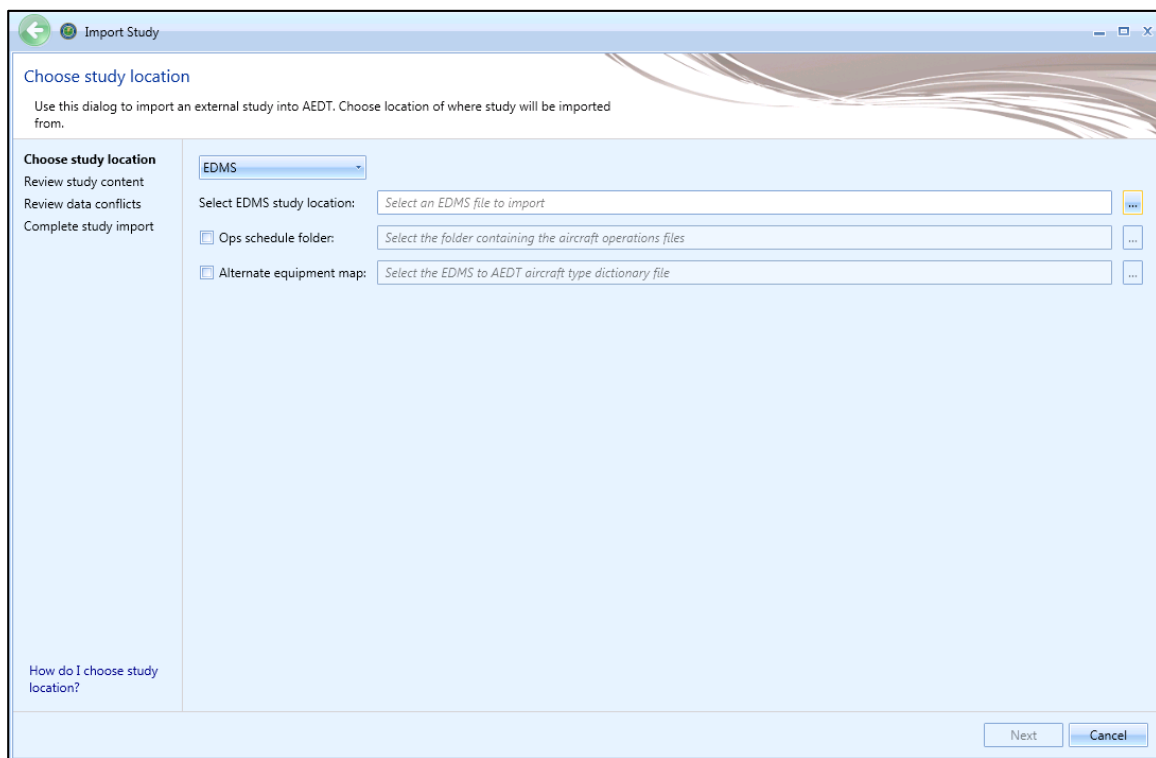 Import Study
Choose study location
Use this dialog to import an external study into AEDT. Choose location of where study will be imported
from.
Choose study location
Review study content
Review data conflicts
Complete study import
EDMS
Select EDMS study location: Select an EDMS file to import ...
Ops schedule folder: Select the folder containing the aircraft operations files ...
Alternate equipment map: Select the EDMS to AEDT aircraft type dictionary file ...
How do I choose study
location?
Next Cancel